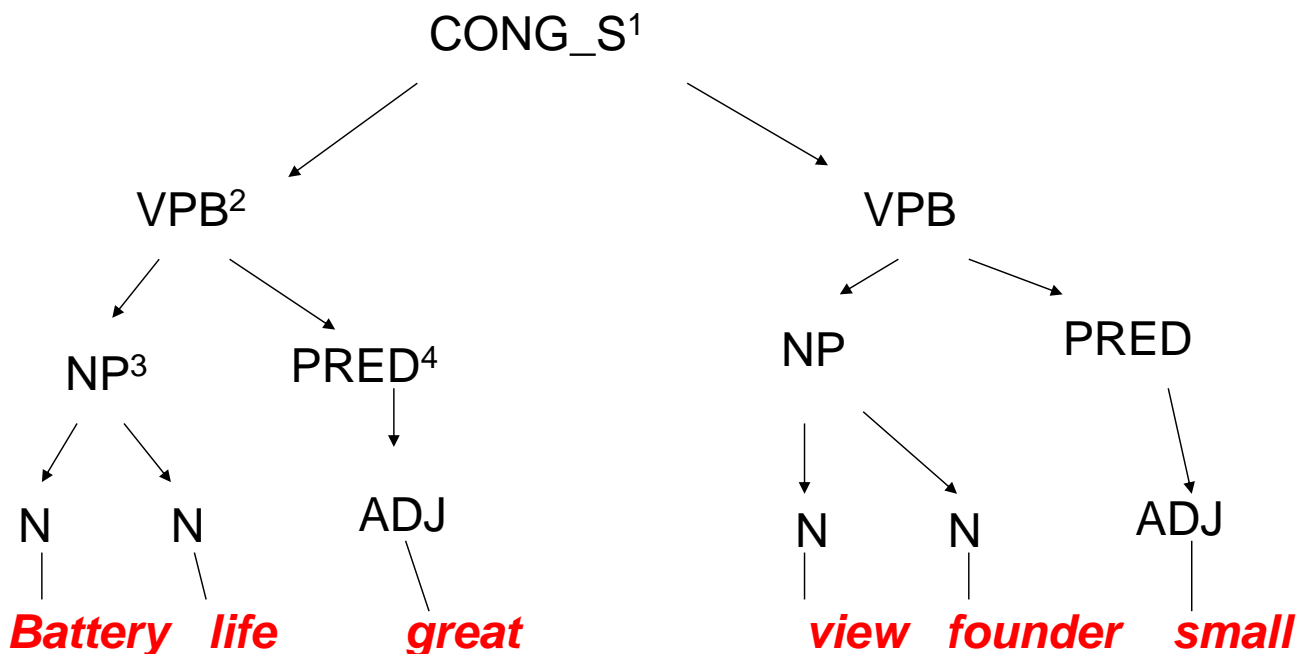 CONG_S¹
VPB² VPB
NP³ PRED⁴ NP PRED
N N ADJ N N ADJ
Battery life great view founder small